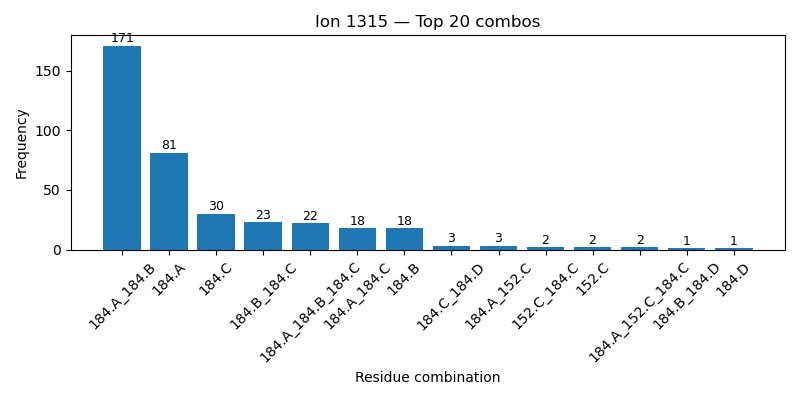 Ion 1315 — Top 20 combos
Frequency
150
100
50
0
171
81
30
23
22
18
18
3
3
2
2
2
1
1
184.A_184.B
184.A
184.C
184.B_184.C
184.A_184.B_184.C
184.A_184.C
184.B
184.C_184.D
184.A_152.C
152.C_184.C
152.C
184.A_152.C_184.C
184.B_184.D
184.D
Residue combination